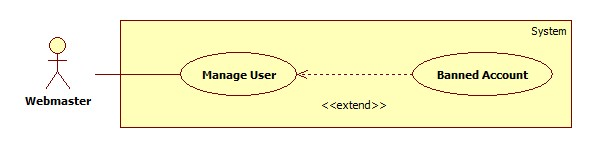 System
Manage User
Banned Account
Webmaster
<<extend>>